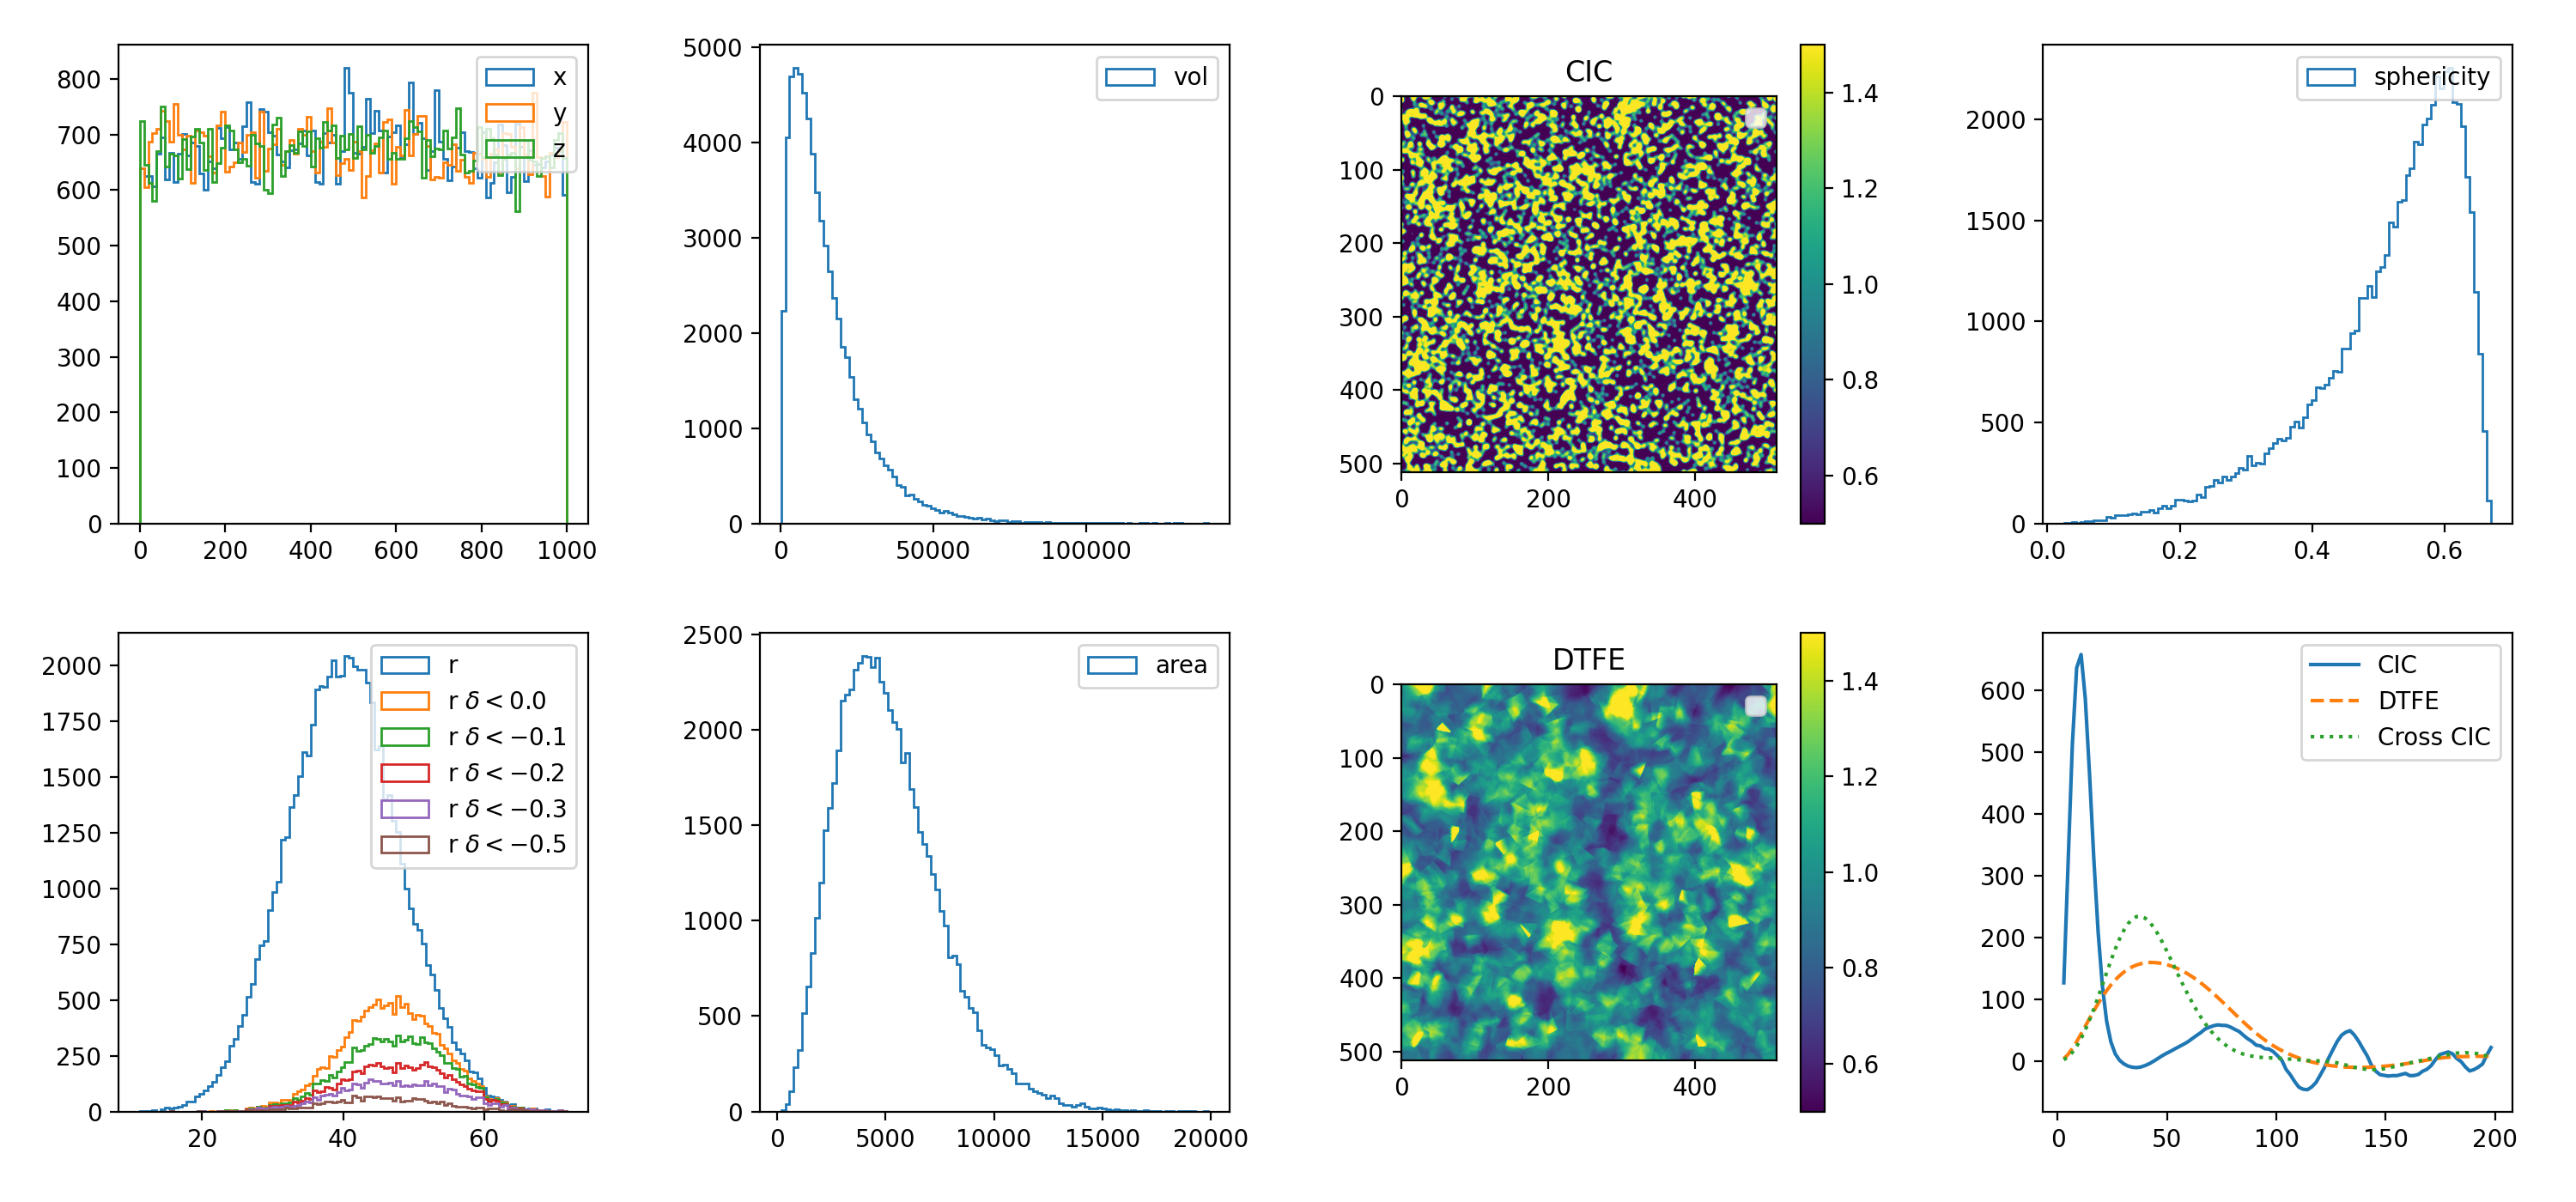 800
700
600
500
400
300
200
100
0
0 200 400 600 800 1000
x
y
z
5000
4000
3000
2000
1000
0
0 50000 100000
vol
CIC
0
100
200
300
400
500
0 200 400
1.4
1.2
1.0
0.8
0.6
2000
1500
1000
500
0
0.0 0.2 0.4 0.6
sphericity
2000
1750
1500
1250
1000
750
500
250
0
20 40 60
r
r δ < 0.0
r δ < −0.1
r δ < −0.2
r δ < −0.3
r δ < −0.5
2500
2000
1500
1000
500
0
0 5000 10000 15000 20000
area
DTFE
0
100
200
300
400
500
0 200 400
1.4
1.2
1.0
0.8
0.6
600
500
400
300
200
100
0
0 50 100 150 200
CIC
DTFE
Cross CIC